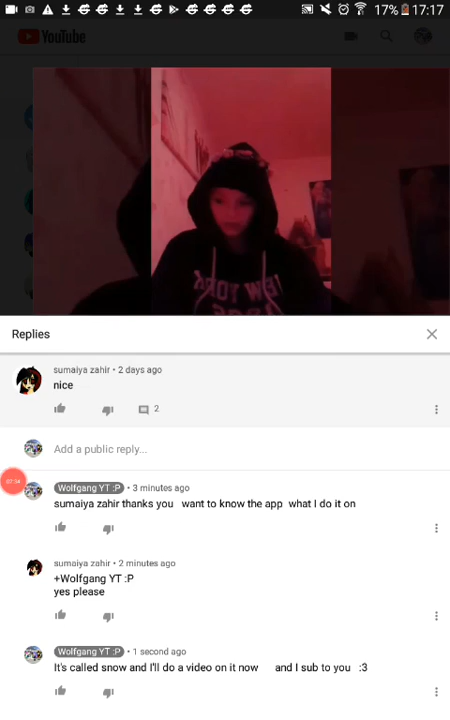 17% 17:17
YouTube
NEW YORK
Replies
sumaiya zahir • 2 days ago
nice
2
Add a public reply...
Wolfgang YT :P • 3 minutes ago
sumaiya zahir thanks you want to know the app what I do it on
sumaiya zahir • 2 minutes ago
+Wolfgang YT :P
yes please
Wolfgang YT :P • 1 second ago
It's called snow and I'll do a video on it now and I sub to you :3